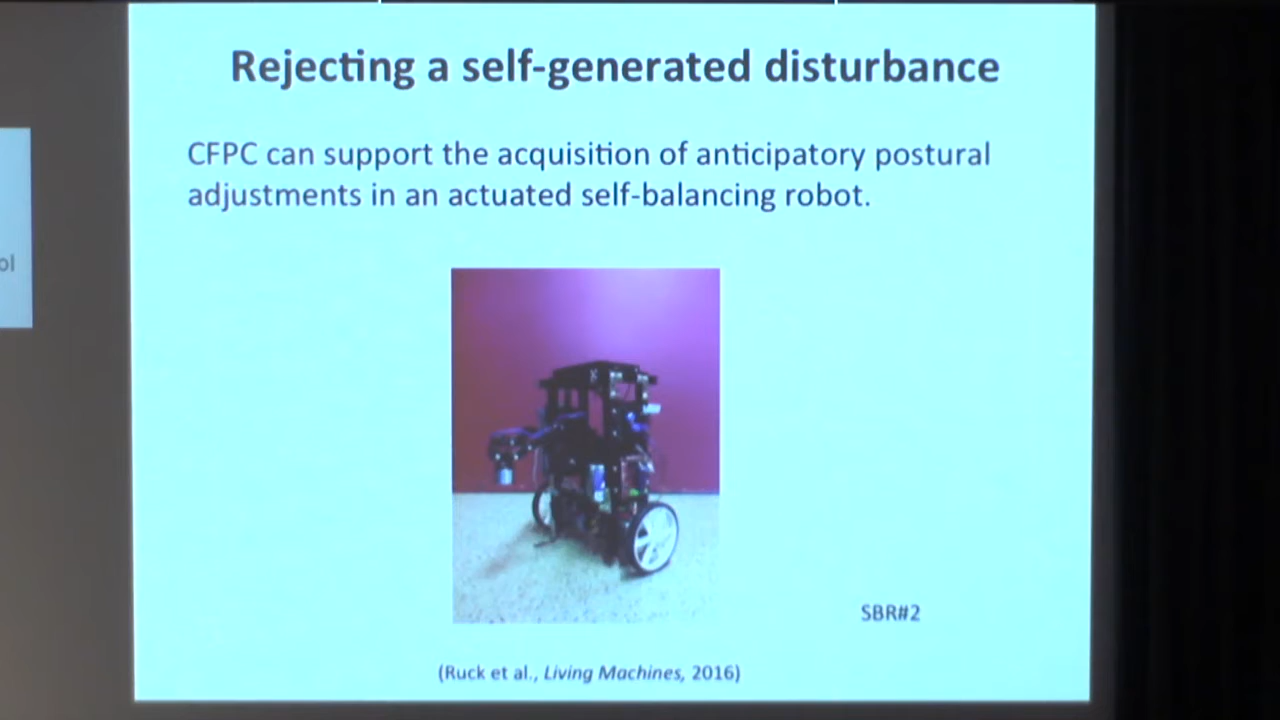 Rejecting a self-generated disturbance
CFPC can support the acquisition of anticipatory postural
adjustments in an actuated self-balancing robot.
ol
SBR#2
(Ruck et al., Living Machines, 2016)